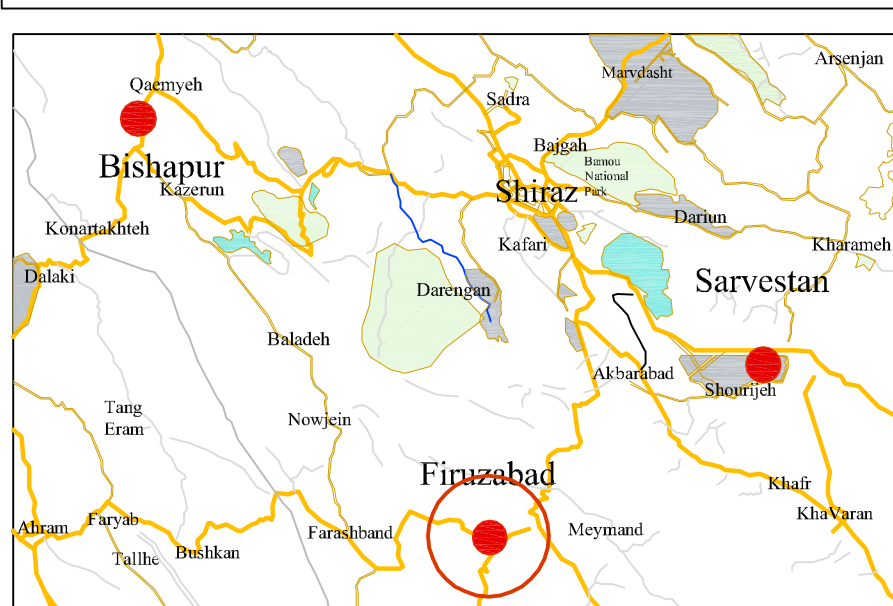 Arsenjan
Marvdasht
Qaemyeh
Sadra
Bajgah
Bamou
National
Park
Bishapur
Kazerun
Shiraz
Dariun
Konartakhteh
Kafari
Kharameh
Dalaki
Darengan
Sarvestan
Baladeh
Akbarabad
Shourijeh
Tang
Eram
Nowjein
Firuzabad
Khafr
KhaVaran
Ahram
Faryab
Farashband
Meymand
Tallhe
Bushkan